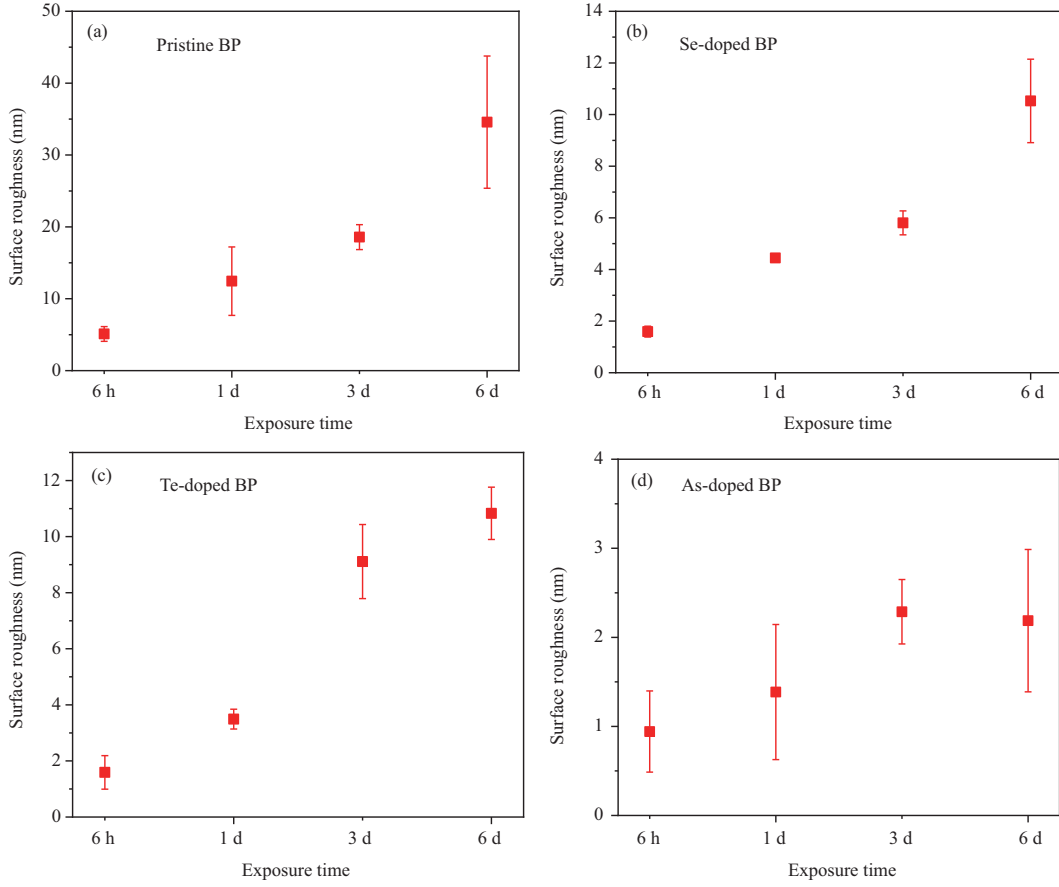 (a)
Pristine BP
50
40
30
20
10
0
Surface roughness (nm)
6 h 1 d 3 d 6 d
Exposure time
(b)
Se-doped BP
14
12
10
8
6
4
2
0
Surface roughness (nm)
6 h 1 d 3 d 6 d
Exposure time
(c)
Te-doped BP
12
10
8
6
4
2
0
Surface roughness (nm)
6 h 1 d 3 d 6 d
Exposure time
(d)
As-doped BP
4
3
2
1
0
Surface roughness (nm)
6 h 1 d 3 d 6 d
Exposure time